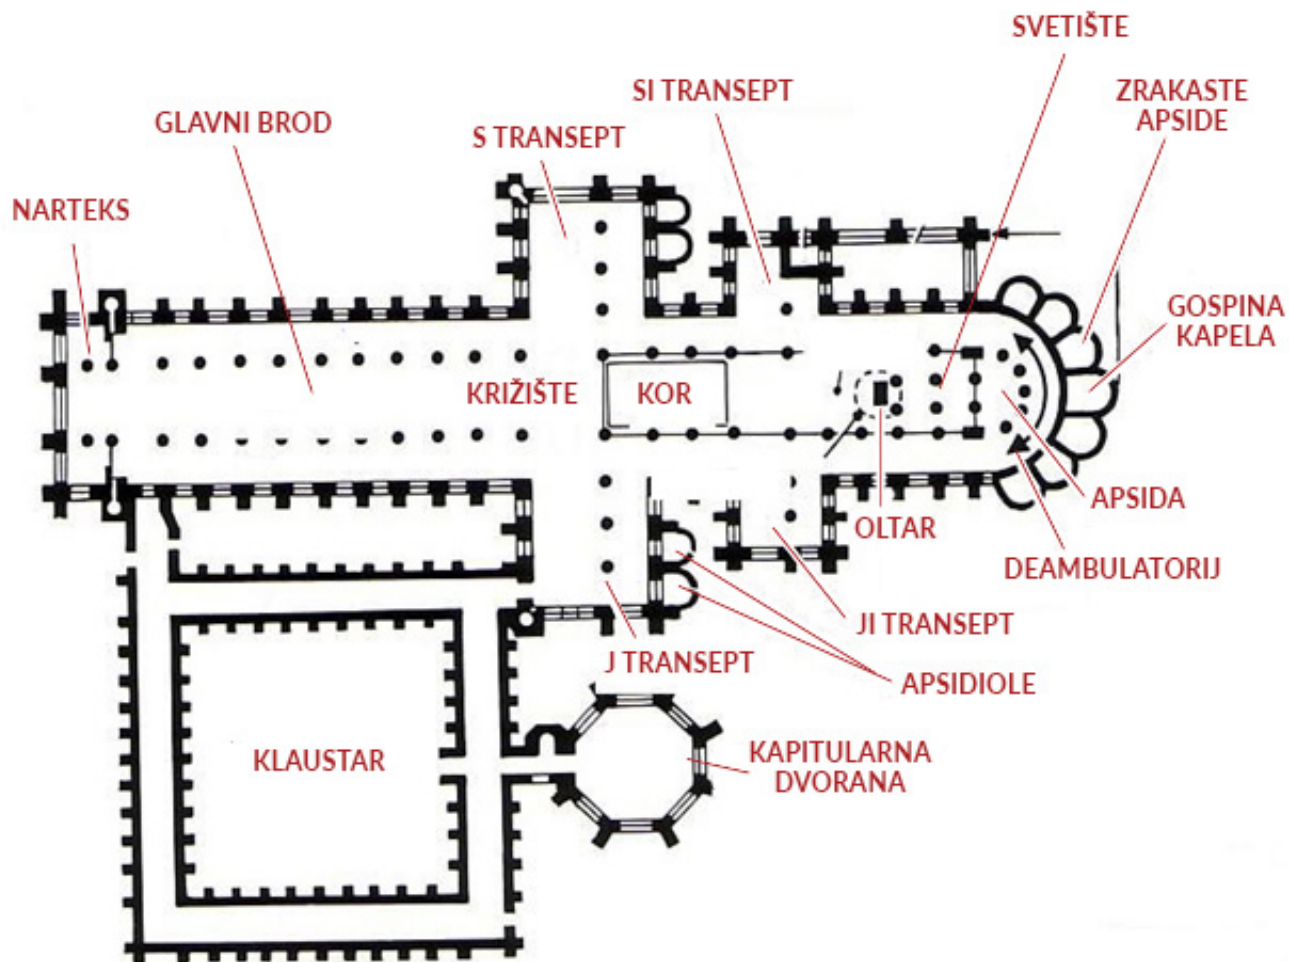 SVETIŠTE
SI TRANSEPT
ZRAKASTE
APSIDE
GLAVNI BROD
S TRANSEPT
NARTEKS
GOSPINA
KAPELA
KRIŽIŠTE
KOR
APSIDA
OLTAR
DEAMBULATORIJ
JI TRANSEPT
J TRANSEPT
APSIDIOLE
KLAUSTAR
KAPITULARNA
DVORANA